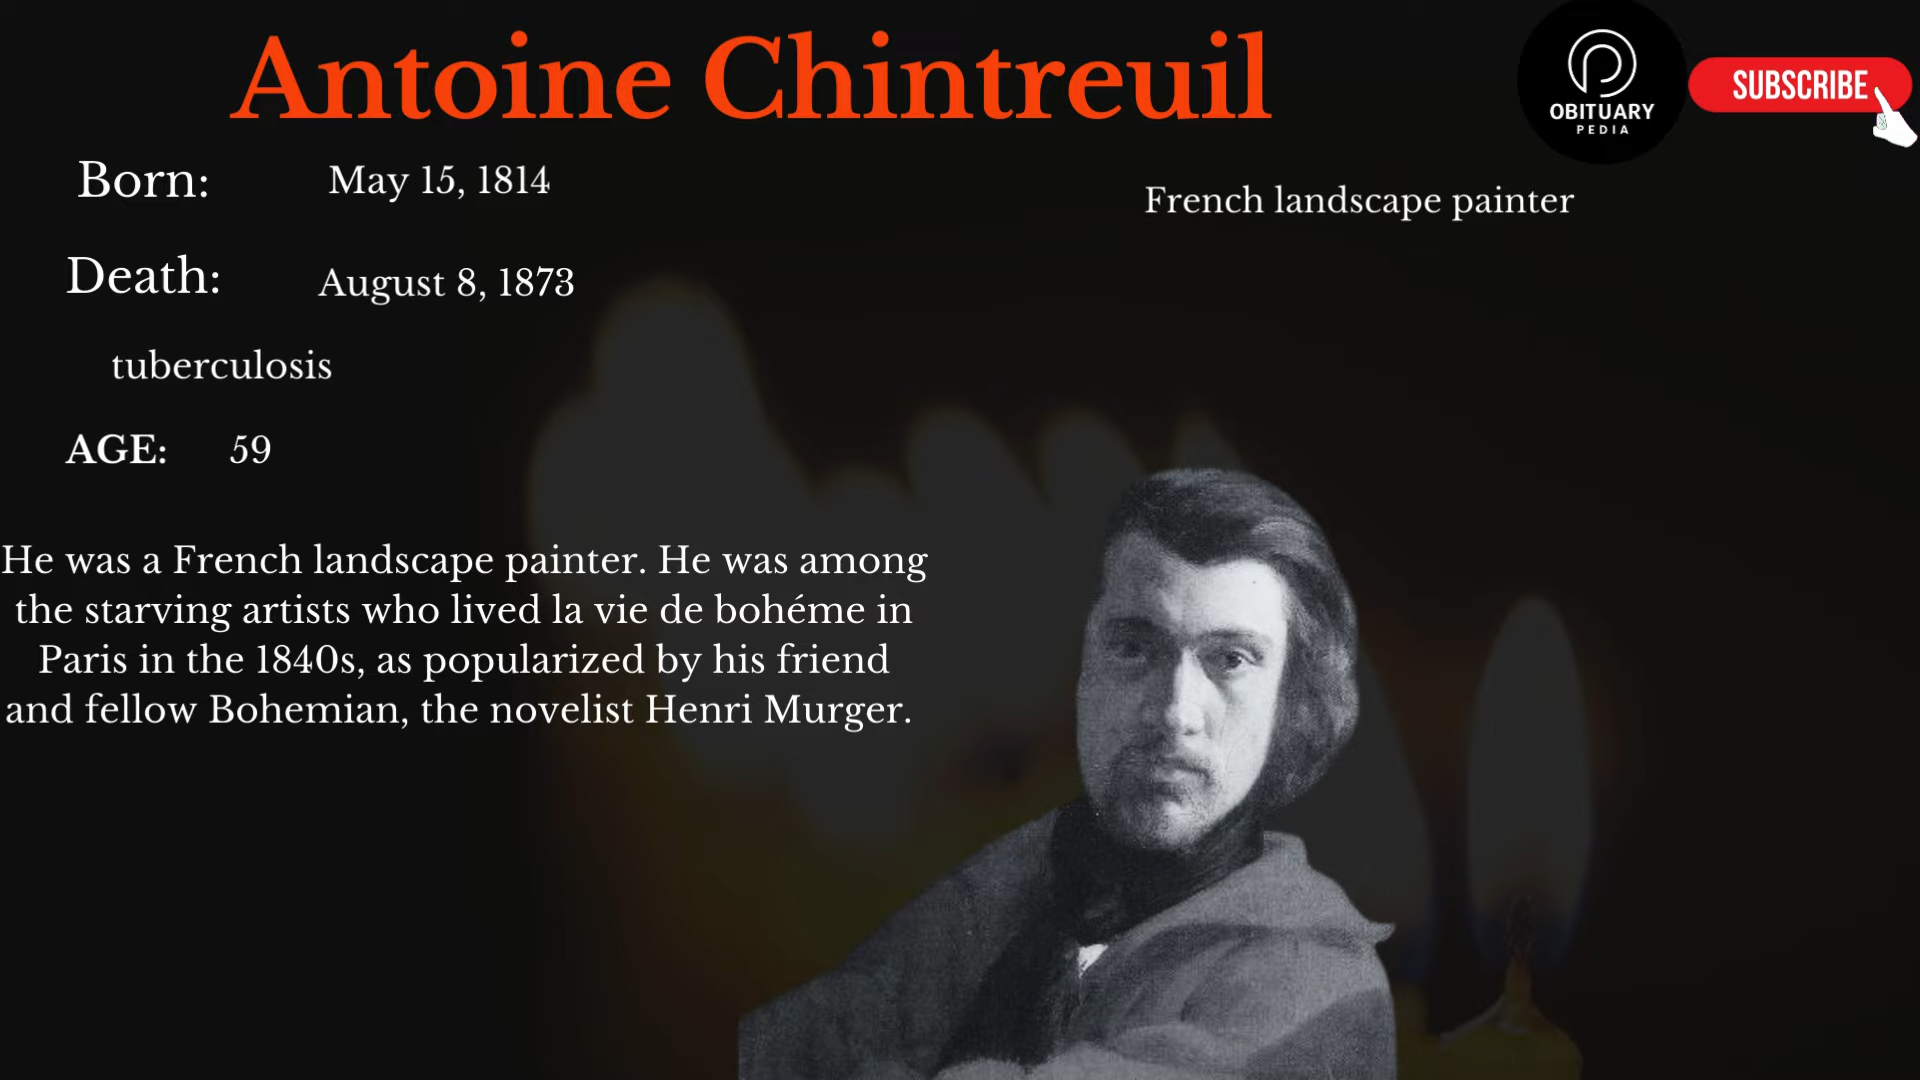 Antoine Chintreuil
OBITUARY
PEDIA
SUBSCRIBE
Born: May 15, 1814
French landscape painter
Death: August 8, 1873
tuberculosis
AGE: 59
He was a French landscape painter. He was among
the starving artists who lived la vie de bohéme in
Paris in the 1840s, as popularized by his friend
and fellow Bohemian, the novelist Henri Murger.